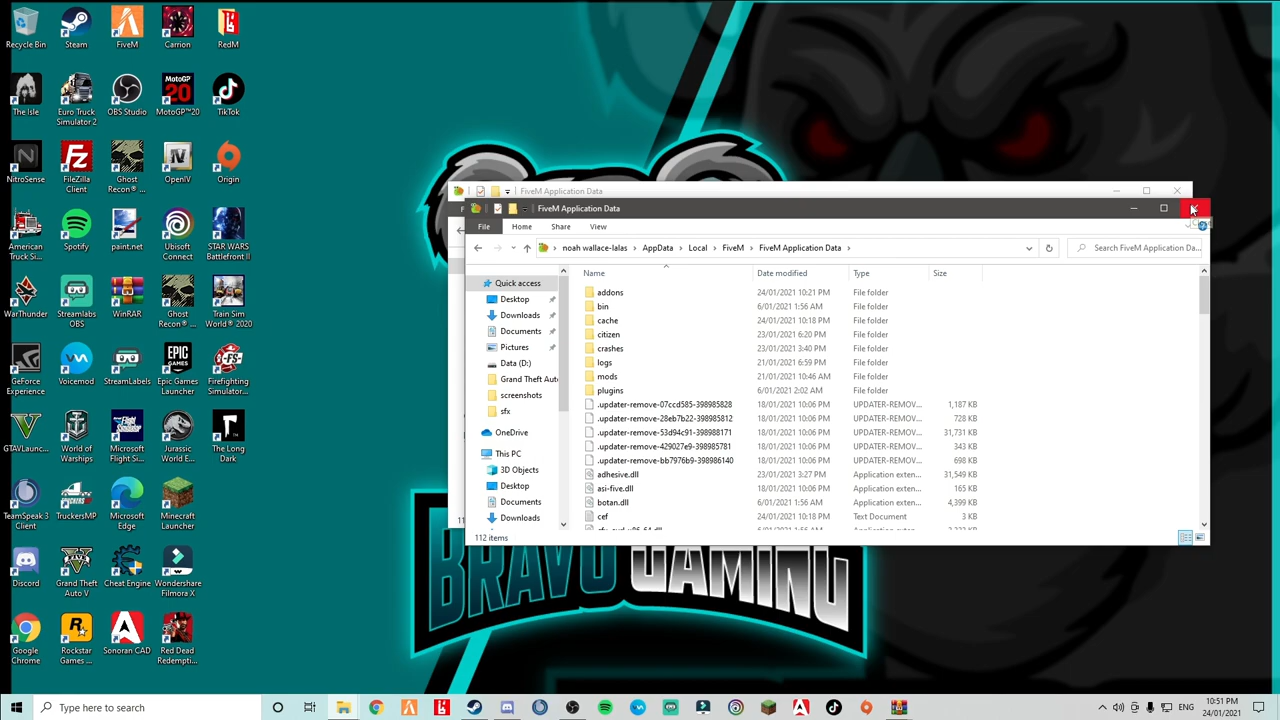 Recycle Bin
Steam
FiveM
Carrion
RedM
The Isle
Euro Truck
Simulator 2
OBS Studio
MotoGP™20
TikTok
NitroSense
FileZilla
Client
Ghost
Recon® ...
OpenIV
Origin
American
Truck Si...
Spotify
paint.net
Ubisoft
Connect
STAR WARS
Battlefront II
WarThunder
Streamlabs
OBS
WinRAR
Ghost
Recon® ...
Train Sim
World® 2020
GeForce
Experience
Voicemod
StreamLabels
Epic Games
Launcher
Firefighting
Simulator...
GTAVLaunc...
World of
Warships
Microsoft
Flight Sim...
Jurassic
World E...
The Long
Dark
TeamSpeak 3
Client
TruckersMP
Microsoft
Edge
Minecraft
Launcher
Discord
Grand Theft
Auto V
Cheat Engine
Wondershare
Filmora X
Google
Chrome
Rockstar
Games ...
Sonoran CAD
Red Dead
Redempti...
FiveM Application Data
FiveM Application Data
File
Home
Share
View
noah wallace-lalas
AppData
Local
FiveM
FiveM Application Data
Search FiveM Application Da...
Name
Date modified
Type
Size
Quick access
Desktop
Downloads
Documents
Pictures
Data (D:)
Grand Theft Aut
screenshots
sfx
OneDrive
This PC
3D Objects
Desktop
Documents
Downloads
addons 24/01/2021 10:21 PM File folder
bin 6/01/2021 1:56 AM File folder
cache 24/01/2021 10:18 PM File folder
citizen 23/01/2021 6:20 PM File folder
crashes 23/01/2021 3:40 PM File folder
logs 21/01/2021 6:59 PM File folder
mods 21/01/2021 10:46 AM File folder
plugins 6/01/2021 2:02 AM File folder
.updater-remove-07ccd585-398985828 18/01/2021 10:06 PM UPDATER-REMOV... 1,187 KB
.updater-remove-28eb7b22-398985812 18/01/2021 10:06 PM UPDATER-REMOV... 728 KB
.updater-remove-53d94c91-398988171 18/01/2021 10:06 PM UPDATER-REMOV... 31,731 KB
.updater-remove-429027e9-398985781 18/01/2021 10:06 PM UPDATER-REMOV... 343 KB
.updater-remove-bb7976b9-398986140 18/01/2021 10:06 PM UPDATER-REMOV... 698 KB
adhesive.dll 23/01/2021 3:27 PM Application exten... 31,549 KB
asi-five.dll 18/01/2021 10:06 PM Application exten... 165 KB
botan.dll 6/01/2021 1:56 AM Application exten... 4,399 KB
cef 24/01/2021 10:18 PM Text Document 3 KB
112 items
BRAVO GAMING
Type here to search
ENG
10:51 PM
24/01/2021